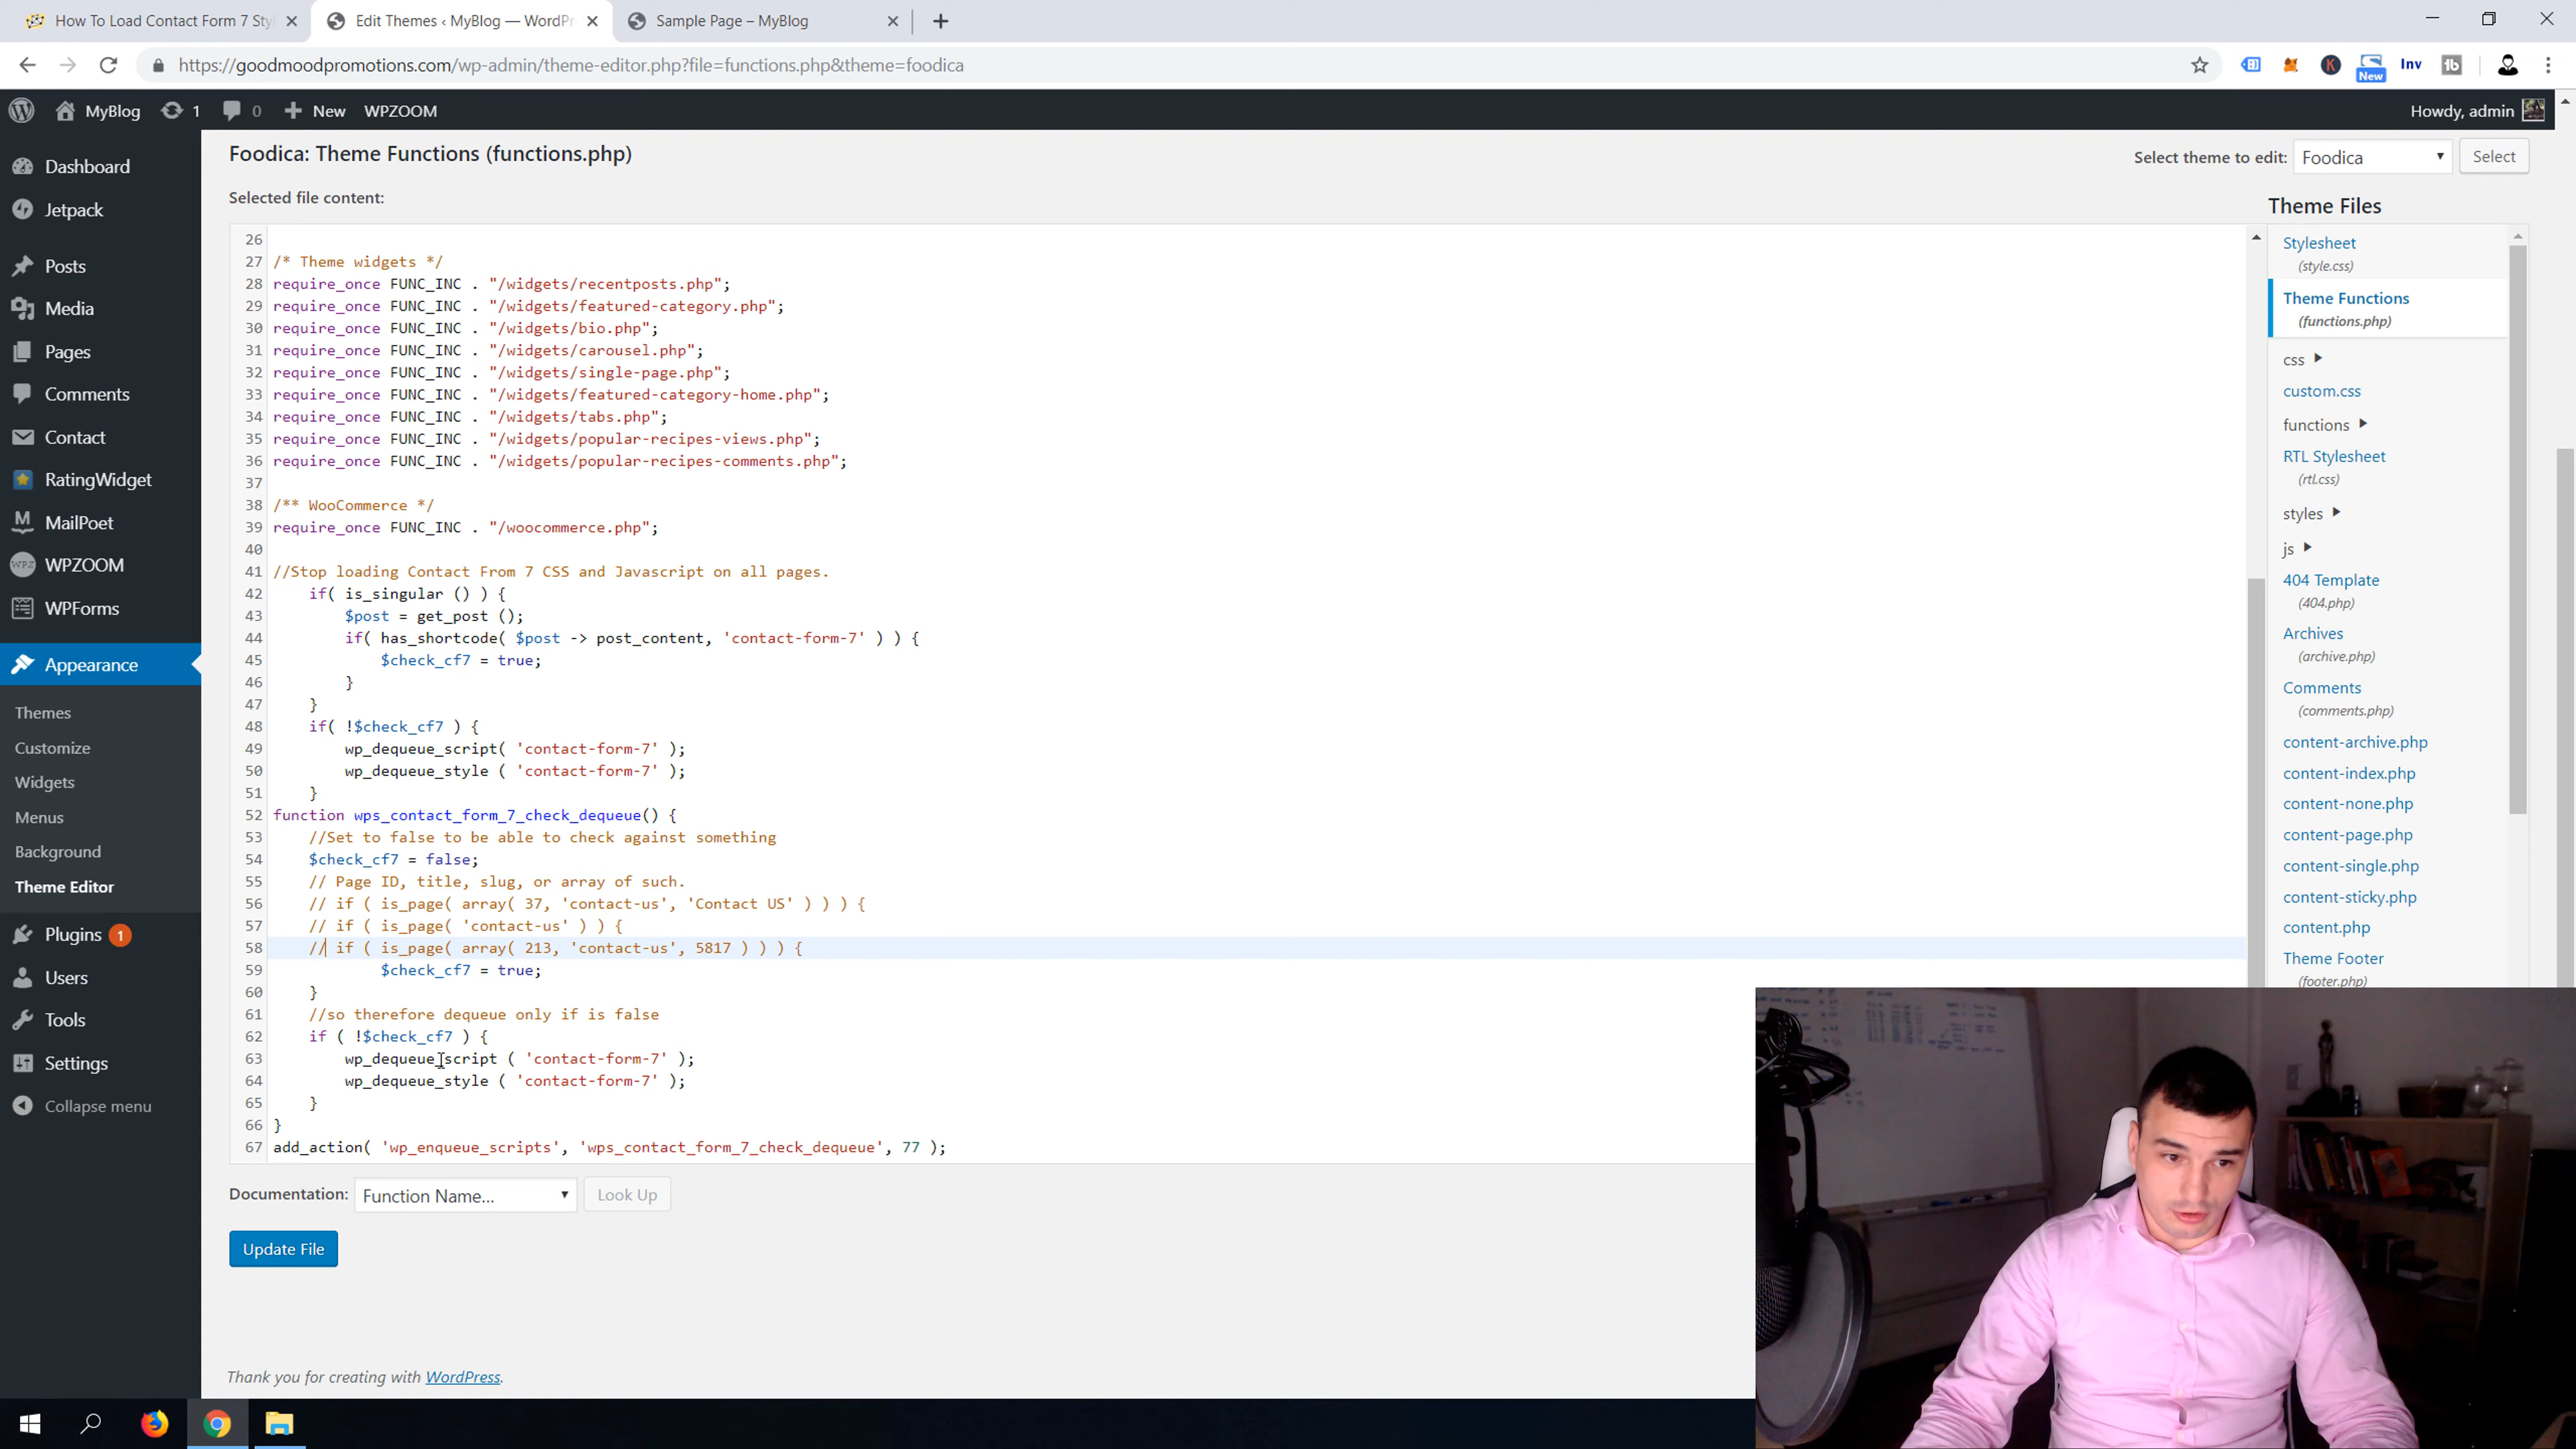 How To Load Contact Form 7 Sty
Edit Themes ‹ MyBlog — WordPr
Sample Page – MyBlog
https://goodmoodpromotions.com/wp-admin/theme-editor.php?file=functions.php&theme=foodica
New
Inv
MyBlog
1
0
New
WPZOOM
Howdy, admin
Dashboard
Jetpack
Posts
Media
Pages
Comments
Contact
RatingWidget
MailPoet
WPZOOM
WPForms
Appearance
Themes
Customize
Widgets
Menus
Background
Theme Editor
Plugins 1
Users
Tools
Settings
Collapse menu
Foodica: Theme Functions (functions.php)
Select theme to edit:
Foodica
Select
Selected file content:
26
27 /* Theme widgets */
28 require_once FUNC_INC . "/widgets/recentposts.php";
29 require_once FUNC_INC . "/widgets/featured-category.php";
30 require_once FUNC_INC . "/widgets/bio.php";
31 require_once FUNC_INC . "/widgets/carousel.php";
32 require_once FUNC_INC . "/widgets/single-page.php";
33 require_once FUNC_INC . "/widgets/featured-category-home.php";
34 require_once FUNC_INC . "/widgets/tabs.php";
35 require_once FUNC_INC . "/widgets/popular-recipes-views.php";
36 require_once FUNC_INC . "/widgets/popular-recipes-comments.php";
37
38 /** WooCommerce */
39 require_once FUNC_INC . "/woocommerce.php";
40
41 //Stop loading Contact From 7 CSS and Javascript on all pages.
42 if( is_singular () ) {
43 $post = get_post ();
44 if( has_shortcode( $post -> post_content, 'contact-form-7' ) ) {
45 $check_cf7 = true;
46 }
47 }
48 if( !$check_cf7 ) {
49 wp_dequeue_script( 'contact-form-7' );
50 wp_dequeue_style ( 'contact-form-7' );
51 }
52 function wps_contact_form_7_check_dequeue() {
53 //Set to false to be able to check against something
54 $check_cf7 = false;
55 // Page ID, title, slug, or array of such.
56 // if ( is_page( array( 37, 'contact-us', 'Contact US' ) ) ) {
57 // if ( is_page( 'contact-us' ) ) {
58 // if ( is_page( array( 213, 'contact-us', 5817 ) ) ) {
59 $check_cf7 = true;
60 }
61 //so therefore dequeue only if is false
62 if ( !$check_cf7 ) {
63 wp_dequeue_script ( 'contact-form-7' );
64 wp_dequeue_style ( 'contact-form-7' );
65 }
66 }
67 add_action( 'wp_enqueue_scripts', 'wps_contact_form_7_check_dequeue', 77 );
Documentation:
Function Name...
Look Up
Update File
Thank you for creating with WordPress.
Theme Files
Stylesheet
(style.css)
Theme Functions
(functions.php)
css
custom.css
functions
RTL Stylesheet
(rtl.css)
styles
js
404 Template
(404.php)
Archives
(archive.php)
Comments
(comments.php)
content-archive.php
content-index.php
content-none.php
content-page.php
content-single.php
content-sticky.php
content.php
Theme Footer
(footer.php)